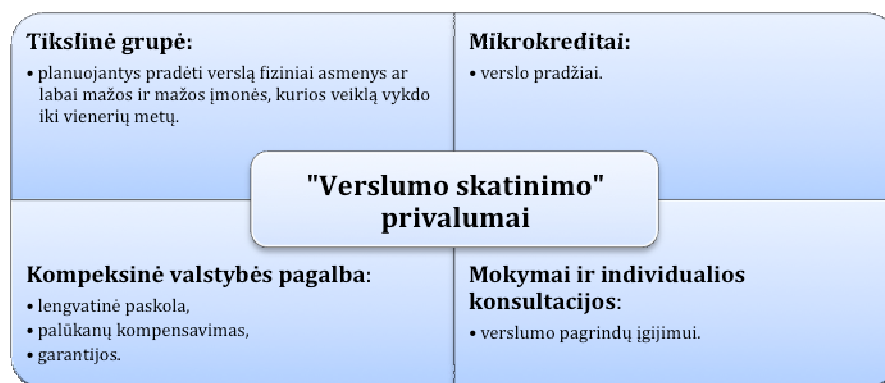 Tikslinė grupė:
• planuojantys pradėti verslą fiziniai asmenys ar
labai mažos ir mažos įmonės, kurios veiklą vykdo
iki vienerių metų.
Mikrokreditai:
• verslo pradžiai.
"Verslumo skatinimo"
privalumai
Kompeksinė valstybės pagalba:
• lengvatinė paskola,
• palūkanų kompensavimas,
• garantijos.
Mokymai ir individualios
konsultacijos:
• verslumo pagrindų įgijimui.